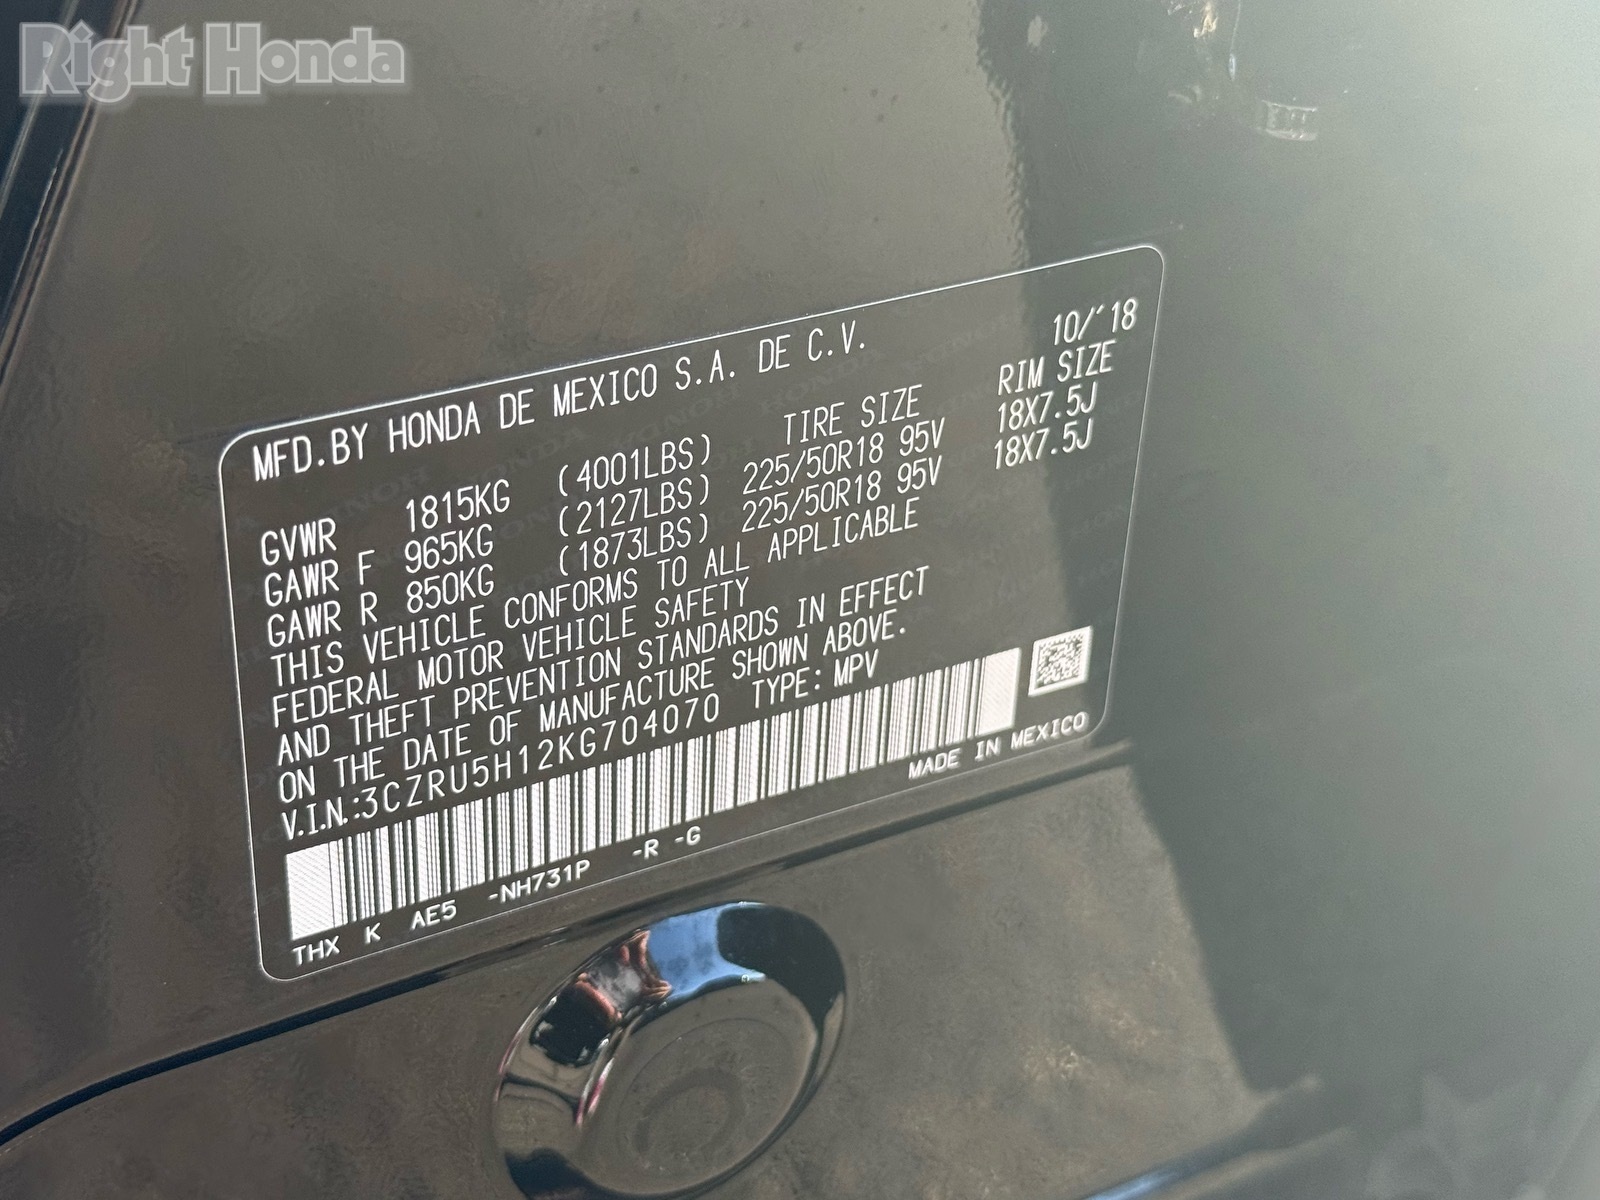 Right Honda
MFD.BY HONDA DE MEXICO S.A. DE C.V. 10/'18
TIRE SIZE RIM SIZE
GVWR 1815KG (4001LBS)
GAWR F 965KG (2127LBS) 225/50R18 95V 18X7.5J
GAWR R 850KG (1873LBS) 225/50R18 95V 18X7.5J
THIS VEHICLE CONFORMS TO ALL APPLICABLE
FEDERAL MOTOR VEHICLE SAFETY
AND THEFT PREVENTION STANDARDS IN EFFECT
ON THE DATE OF MANUFACTURE SHOWN ABOVE.
V.I.N.:3CZRU5H12KG704070 TYPE: MPV
THX K AE5 -NH731P -R -G MADE IN MEXICO